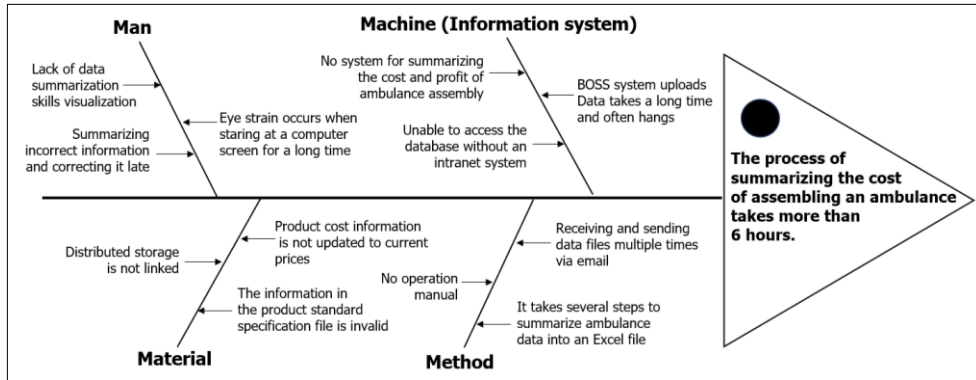 Man
Machine (Information system)
Lack of data
summarization
skills visualization
Eye strain occurs when
staring at a computer
screen for a long time
Summarizing
incorrect information
and correcting it late
No system for summarizing
the cost and profit of
ambulance assembly
BOSS system uploads
Data takes a long time
and often hangs
Unable to access the
database without an
intranet system
The process of
summarizing the cost
of assembling an ambulance
takes more than
6 hours.
Product cost information
is not updated to current
prices
Distributed storage
is not linked
The information in
the product standard
specification file is invalid
Material
Receiving and sending
data files multiple times
via email
No operation
manual
It takes several steps to
summarize ambulance
data into an Excel file
Method